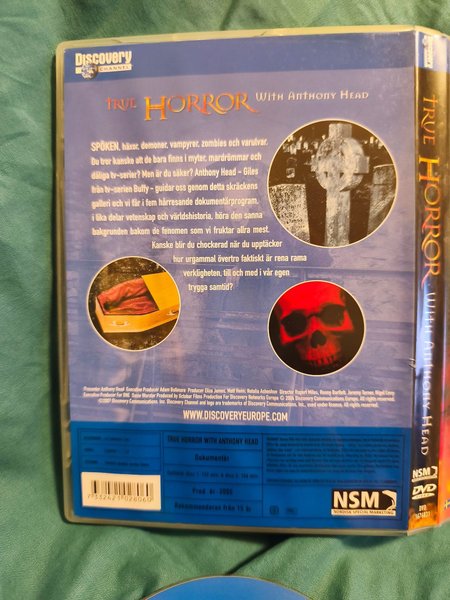 Discovery
CHANNEL
TRUE HORROR WITH ANTHONY HEAD
SPÖKEN, häxor, demoner, vampyrer, zombies och varulvar.
Du tror kanske att de bara finns i myter, mardrömmar och
dåliga tv-serier? Men är du säker? Anthony Head – Giles
från tv-serien Buffy – guidar oss genom detta skräckens
galleri och vi får i fem hårresande dokumentärprogram,
i lika delar vetenskap och världshistoria, höra den sanna
bakgrunden bakom de fenomen som vi fruktar allra mest.
Kanske blir du chockerad när du upptäcker
hur urgammal övertro faktiskt är rena rama
verkligheten, till och med i vår egen
trygga samtid?
WWW.DISCOVERYEUROPE.COM
TRUE HORROR WITH ANTHONY HEAD
Dokumentär
Rekommenderas från 15 år
7 332421 026060
NSM
NORDISK SPECIAL MARKETING
TRUE HORROR WITH ANTHONY HEAD
NSM
DVD
VIDEO